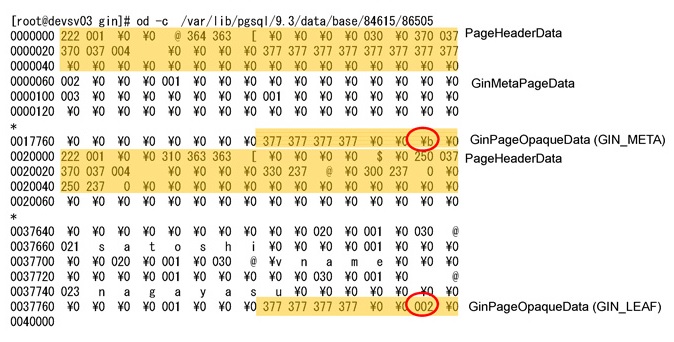 [root@devsv03 gin]# od -c /var/lib/pgsql/9.3/data/base/84615/86505
0000000 222 001 ¥0 ¥0 @ 364 363 [ ¥0 ¥0 ¥0 ¥0 030 ¥0 370 037 PageHeaderData
0000020 370 037 004 ¥0 ¥0 ¥0 ¥0 377 377 377 377 377 377 377 377
0000040 ¥0 ¥0 ¥0 ¥0 ¥0 ¥0 ¥0 ¥0 ¥0 ¥0 ¥0 ¥0 ¥0 ¥0 ¥0 ¥0
0000060 002 ¥0 ¥0 ¥0 001 ¥0 ¥0 ¥0 ¥0 ¥0 ¥0 ¥0 ¥0 ¥0 ¥0 ¥0 GinMetaPageData
0000100 003 ¥0 ¥0 ¥0 ¥0 ¥0 ¥0 ¥0 001 ¥0 ¥0 ¥0 ¥0 ¥0 ¥0 ¥0
0000120 ¥0 ¥0 ¥0 ¥0 ¥0 ¥0 ¥0 ¥0 ¥0 ¥0 ¥0 ¥0 ¥0 ¥0 ¥0 ¥0
*
0017760 ¥0 ¥0 ¥0 ¥0 ¥0 ¥0 ¥0 ¥0 377 377 377 377 ¥0 ¥0 ¥b ¥0 GinPageOpaqueData (GIN_META)
0020000 222 001 ¥0 ¥0 310 363 363 [ ¥0 ¥0 ¥0 ¥0 $ ¥0 250 037 PageHeaderData
0020020 370 037 004 ¥0 ¥0 ¥0 ¥0 330 237 @ ¥0 300 237 0 ¥0
0020040 250 237 0 ¥0 ¥0 ¥0 ¥0 ¥0 ¥0 ¥0 ¥0 ¥0 ¥0 ¥0 ¥0 ¥0
0020060 ¥0 ¥0 ¥0 ¥0 ¥0 ¥0 ¥0 ¥0 ¥0 ¥0 ¥0 ¥0 ¥0 ¥0 ¥0 ¥0
*
0037640 ¥0 ¥0 ¥0 ¥0 ¥0 ¥0 ¥0 ¥0 ¥0 ¥0 020 ¥0 001 ¥0 030 @
0037660 021 s a t o s h i ¥0 ¥0 ¥0 ¥0 001 ¥0 ¥0 ¥0
0037700 ¥0 ¥0 020 ¥0 001 ¥0 030 @ ¥v n a m e ¥0 ¥0 ¥0
0037720 ¥0 ¥0 ¥0 ¥0 001 ¥0 ¥0 ¥0 ¥0 ¥0 030 ¥0 001 ¥0 @
0037740 023 n a g a y a s u ¥0 ¥0 ¥0 ¥0 ¥0 ¥0 ¥0
0037760 ¥0 ¥0 ¥0 ¥0 001 ¥0 ¥0 ¥0 377 377 377 377 ¥0 ¥0 002 ¥0 GinPageOpaqueData (GIN_LEAF)
0040000